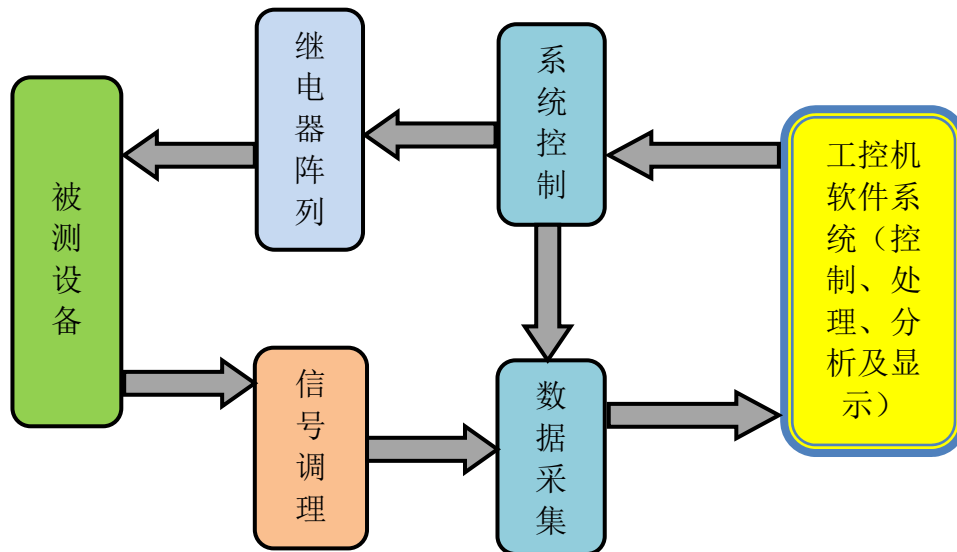 继电器阵列
系统控制
被测设备
工控机
软件系
统（控
制、处
理、分
析及显
示）
信号调理
数据采集